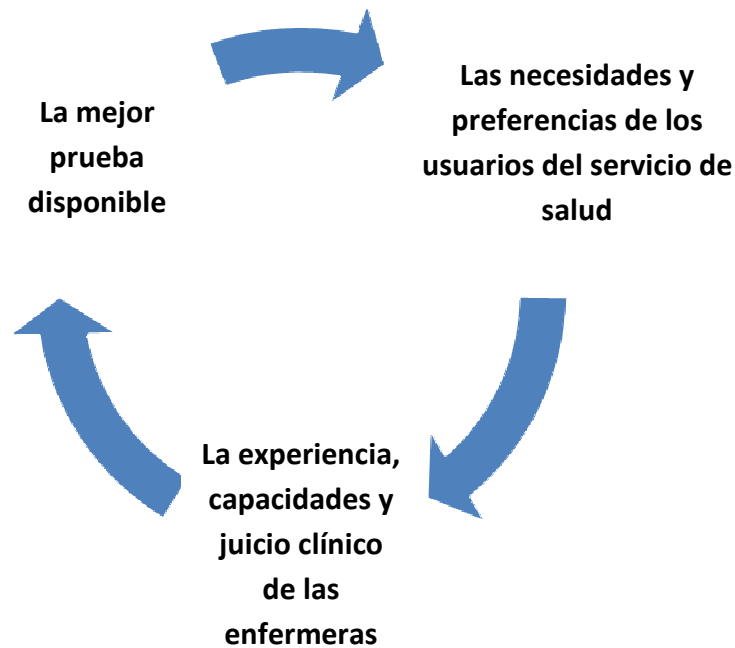 La mejor
prueba
disponible
Las necesidades y
preferencias de los
usuarios del servicio de
salud
La experiencia,
capacidades y
juicio clínico
de las
enfermeras